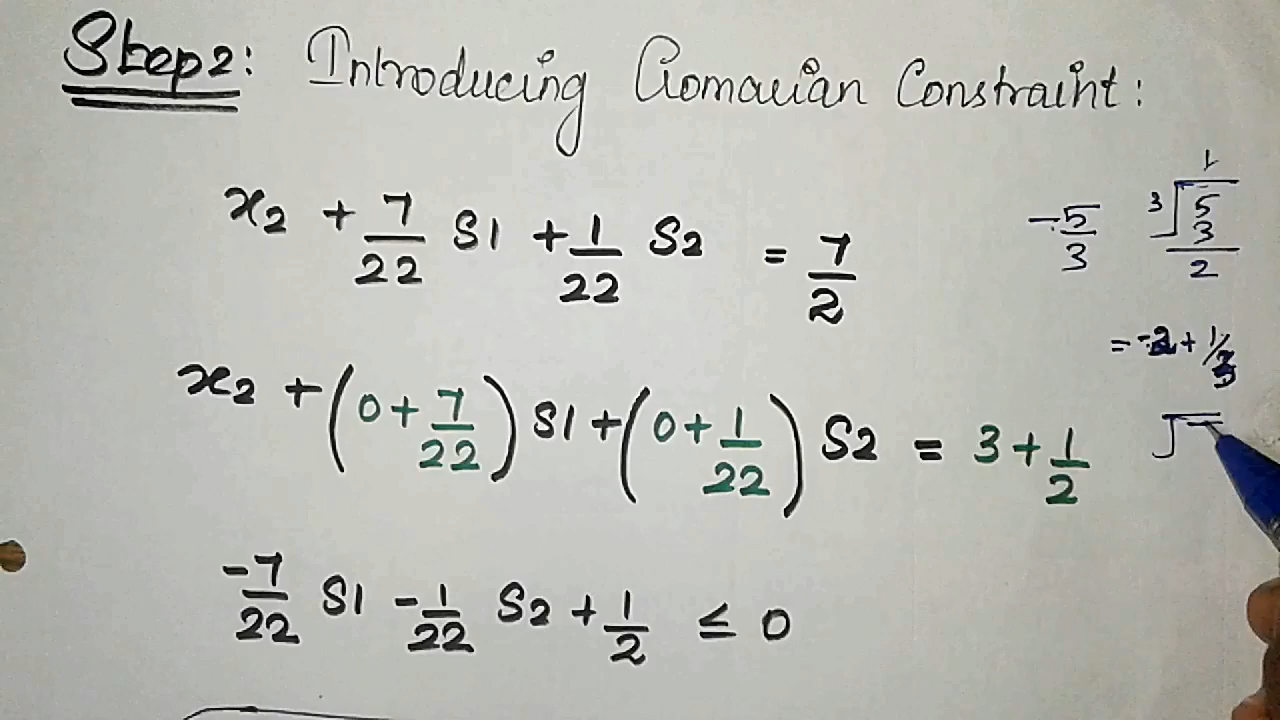 Step2: Introducing Gomorian Constraint:
x2 + 7/22 S1 + 1/22 S2 = 7/2
x2 + (0 + 7/22) S1 + (0 + 1/22) S2 = 3 + 1/2
-7/22 S1 - 1/22 S2 + 1/2 ≤ 0
-5/3
1
3 5
3
2
= -2 + 1/3